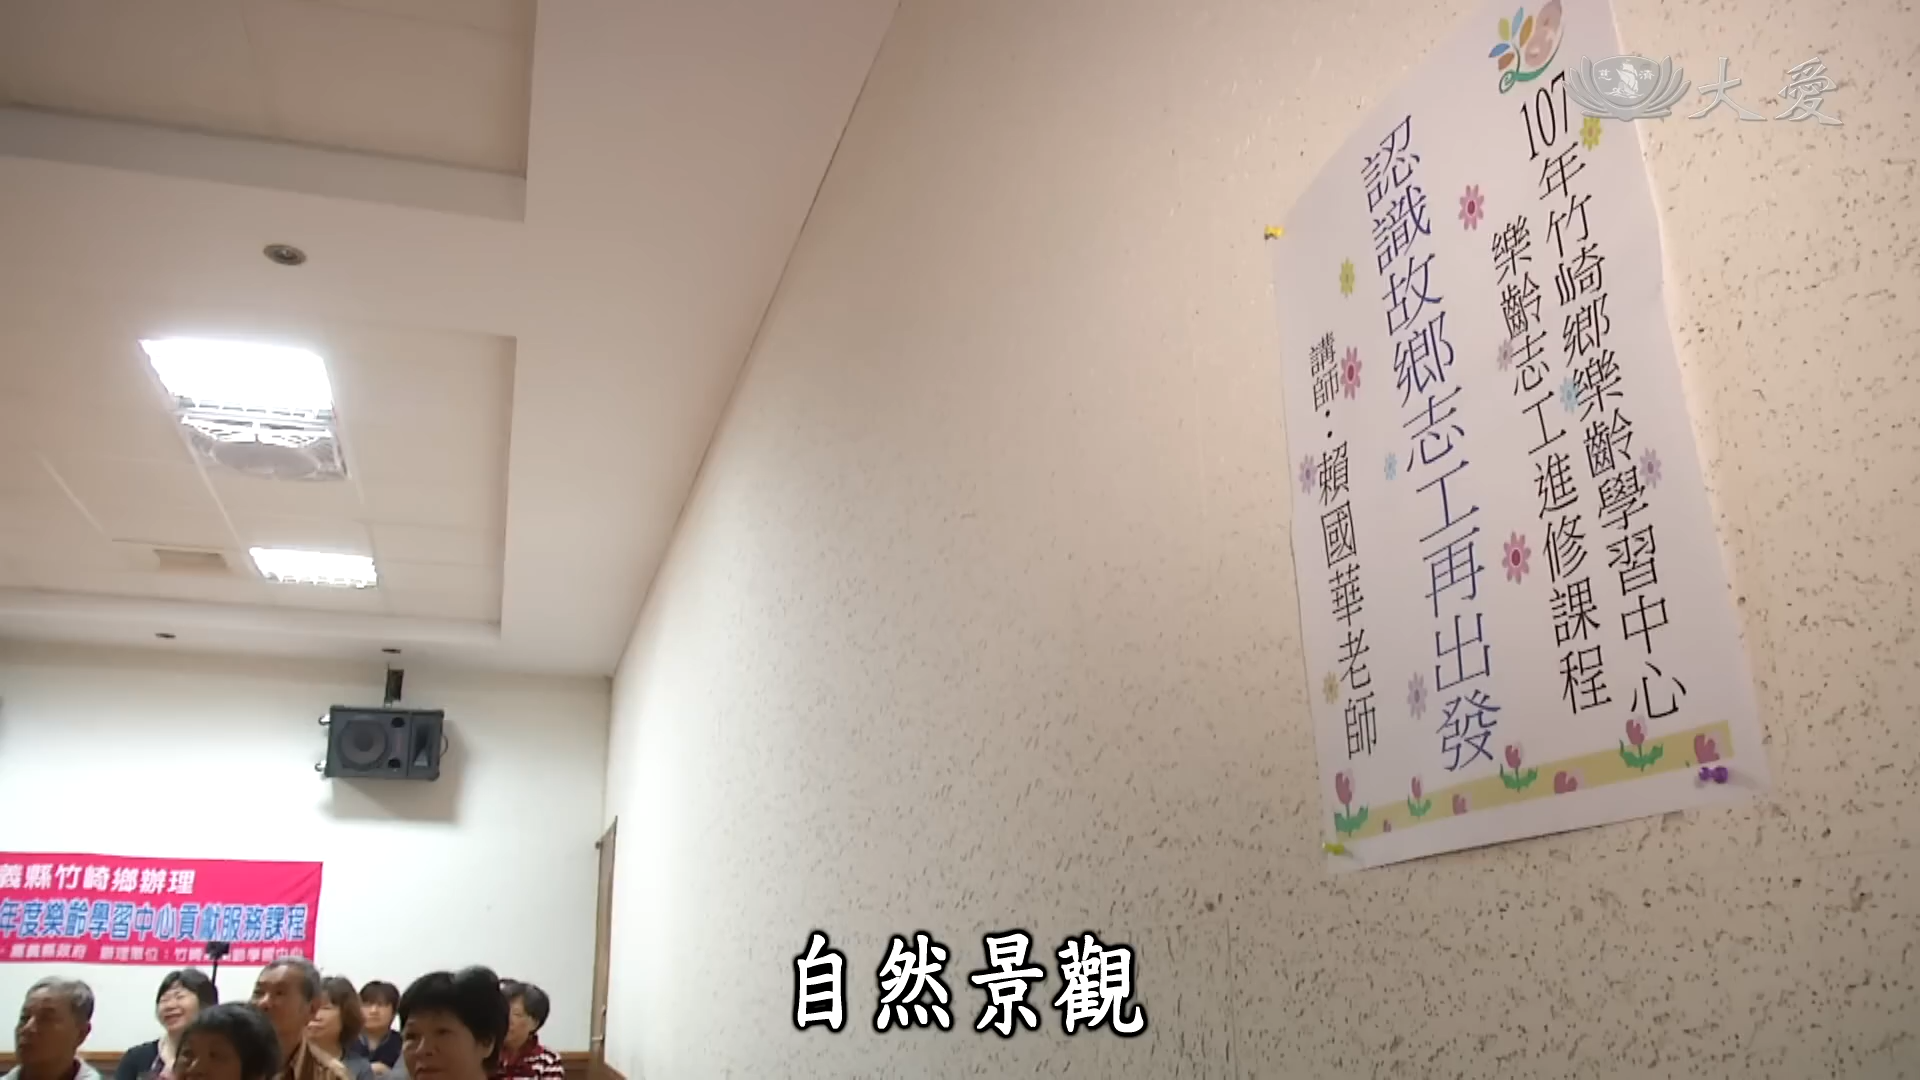 慈濟
大愛
107年竹崎鄉樂齡學習中心
樂齡志工進修課程
認識故鄉志工再出發
講師：賴國華老師
義縣竹崎鄉辦理
年度樂齡學習中心貢獻服務課程
嘉義縣政府 辦理單位：竹崎
自然景觀